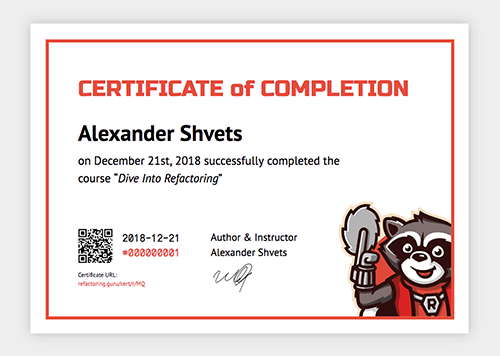 CERTIFICATE of COMPLETION
Alexander Shvets
on December 21st, 2018 successfully completed the
course "Dive Into Refactoring"
2018-12-21
#000000001
Author & Instructor
Alexander Shvets
Certificate URL:
refactoring.guru/cert/r/MQ
R